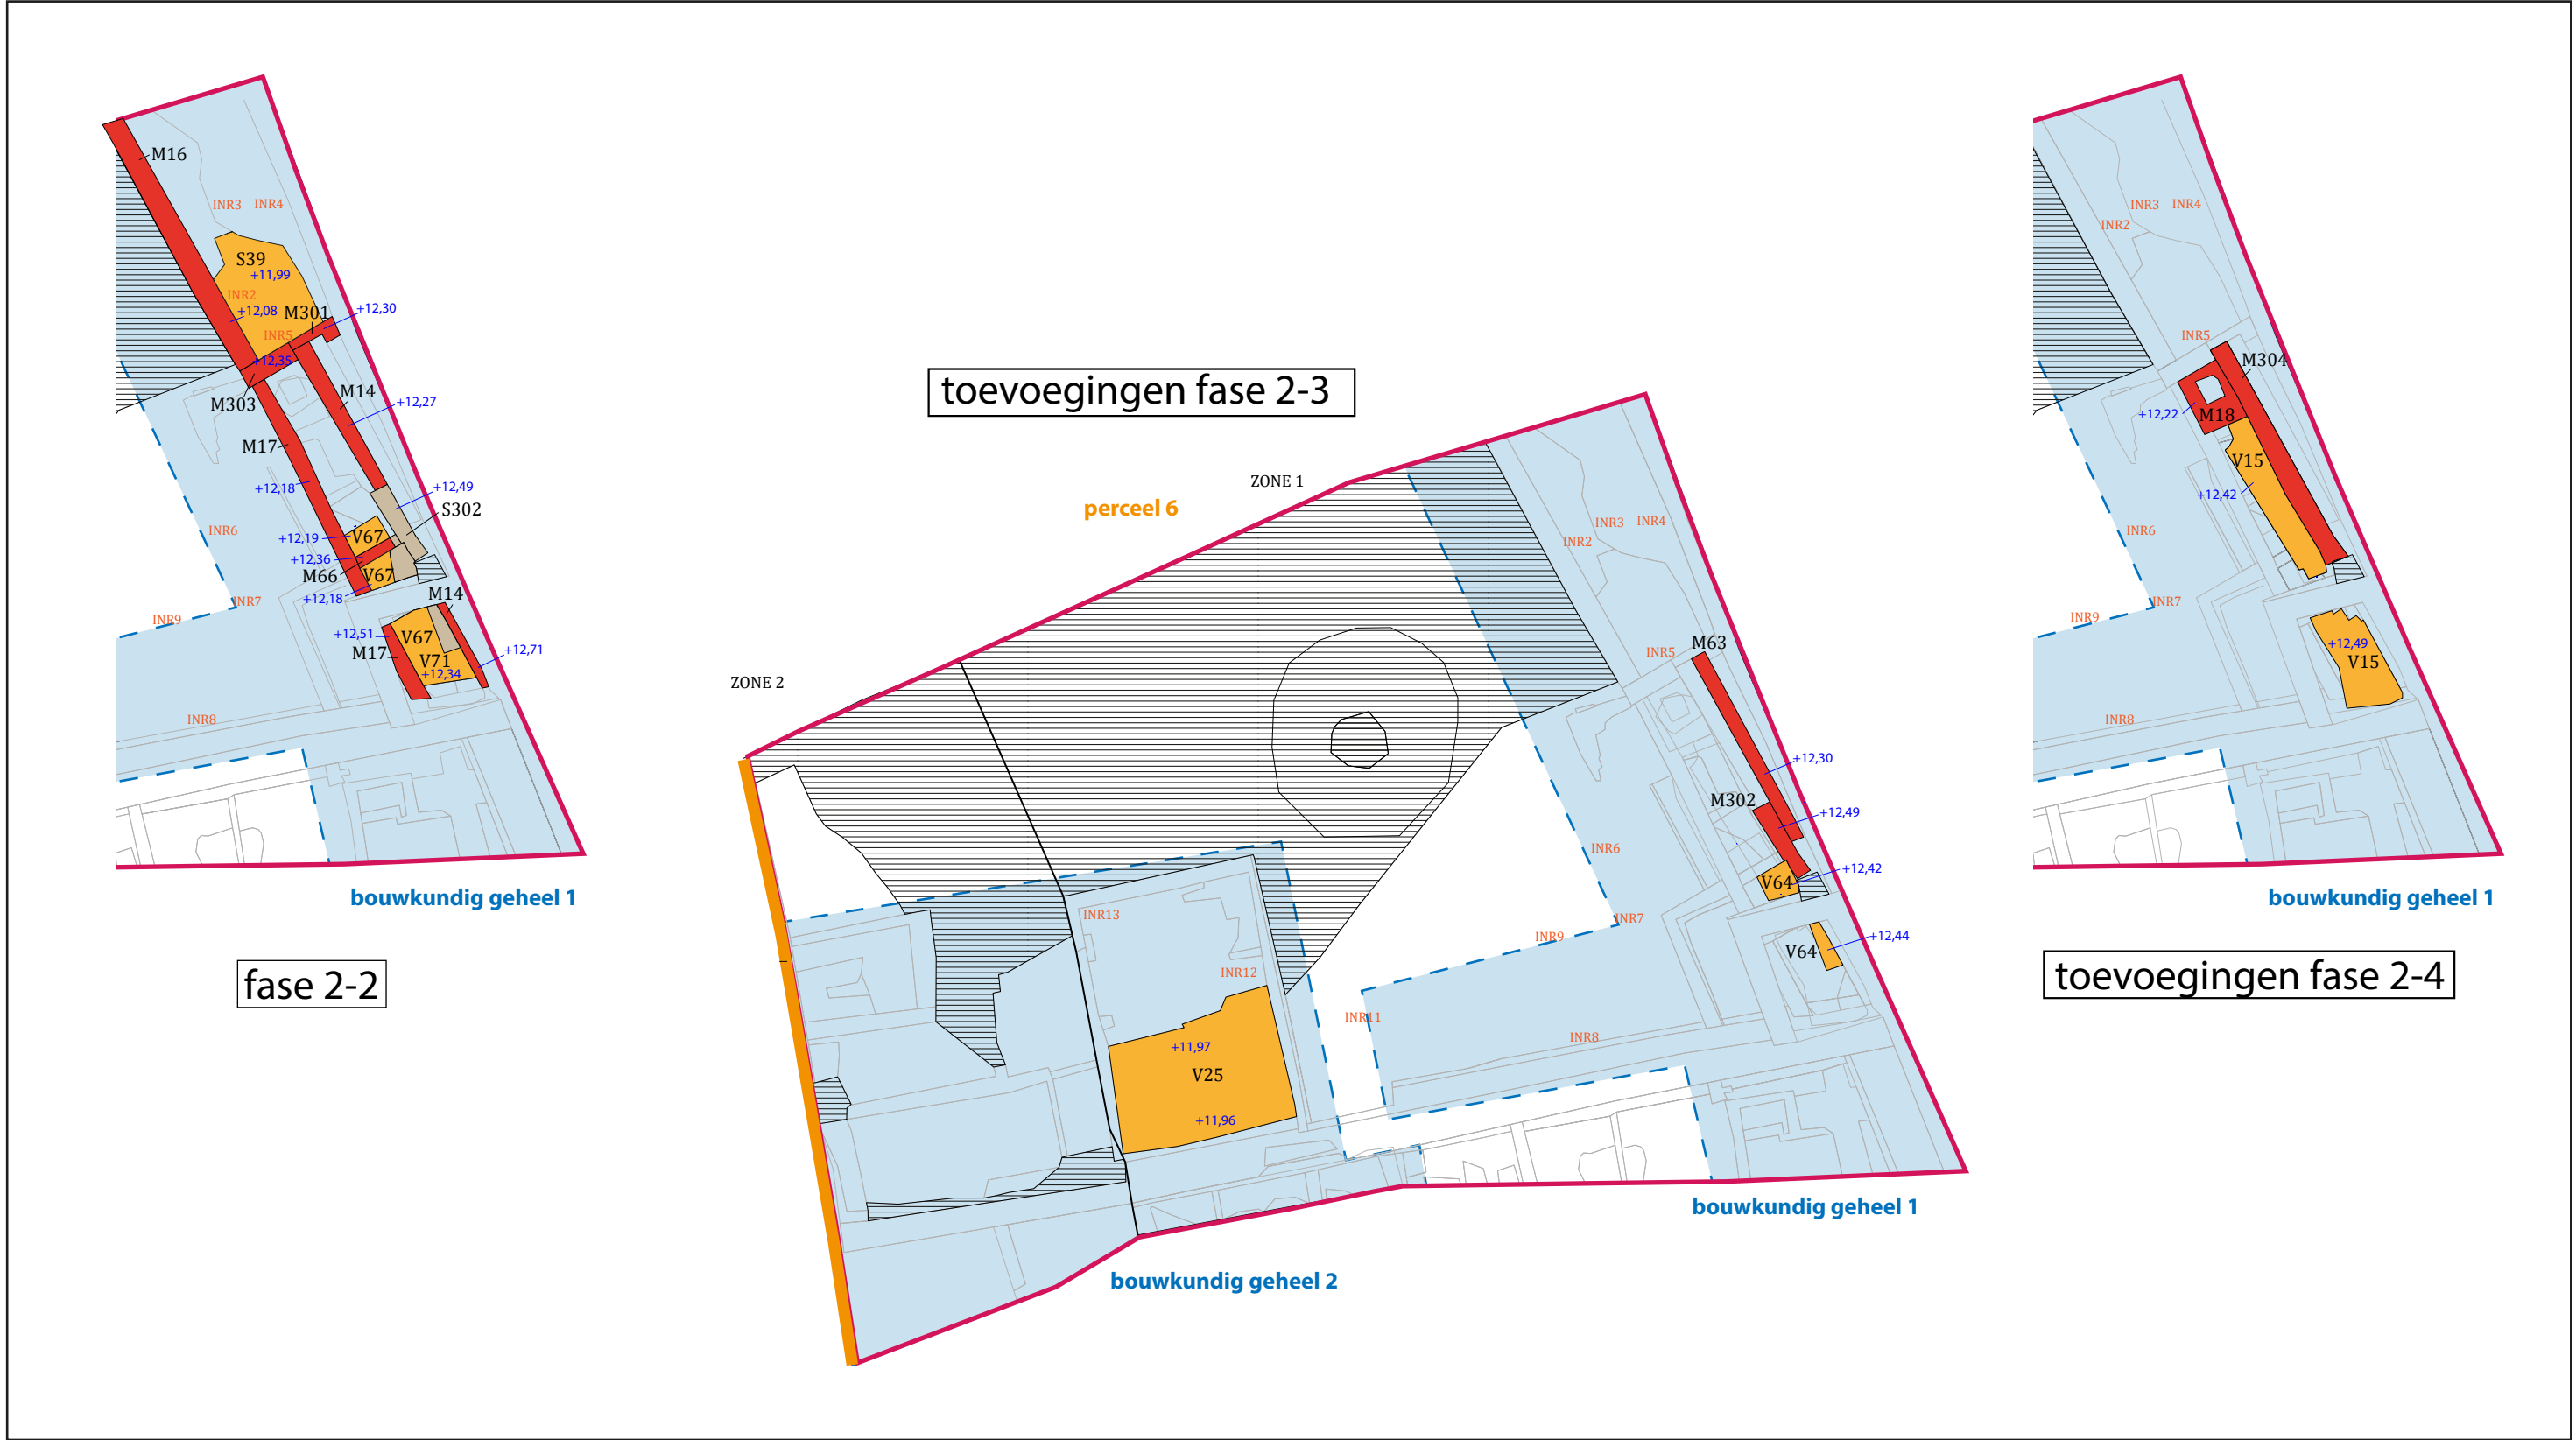 M16
INR3 INR4
S39
+11,99
INR2
+12,08
M301
+12,30
INR5
+12,35
M303
M14
+12,27
M17
+12,18
+12,49
S302
INR6
+12,19
V67
+12,36
M66
V67
+12,18
M14
INR7
INR9
+12,51
V67
M17
V71
+12,71
+12,34
INR8
bouwkundig geheel 1
fase 2-2
toevoegingen fase 2-3
ZONE 1
perceel 6
ZONE 2
INR3 INR4
INR2
M63
INR5
+12,30
M302
+12,49
INR6
+12,42
V64
INR13
INR7
INR9
+12,44
V64
INR12
INR11
INR8
+11,97
V25
+11,96
bouwkundig geheel 1
bouwkundig geheel 2
INR3 INR4
INR2
INR5
M304
+12,22
M18
V15
+12,42
INR6
INR7
INR9
+12,49
V15
INR8
bouwkundig geheel 1
toevoegingen fase 2-4